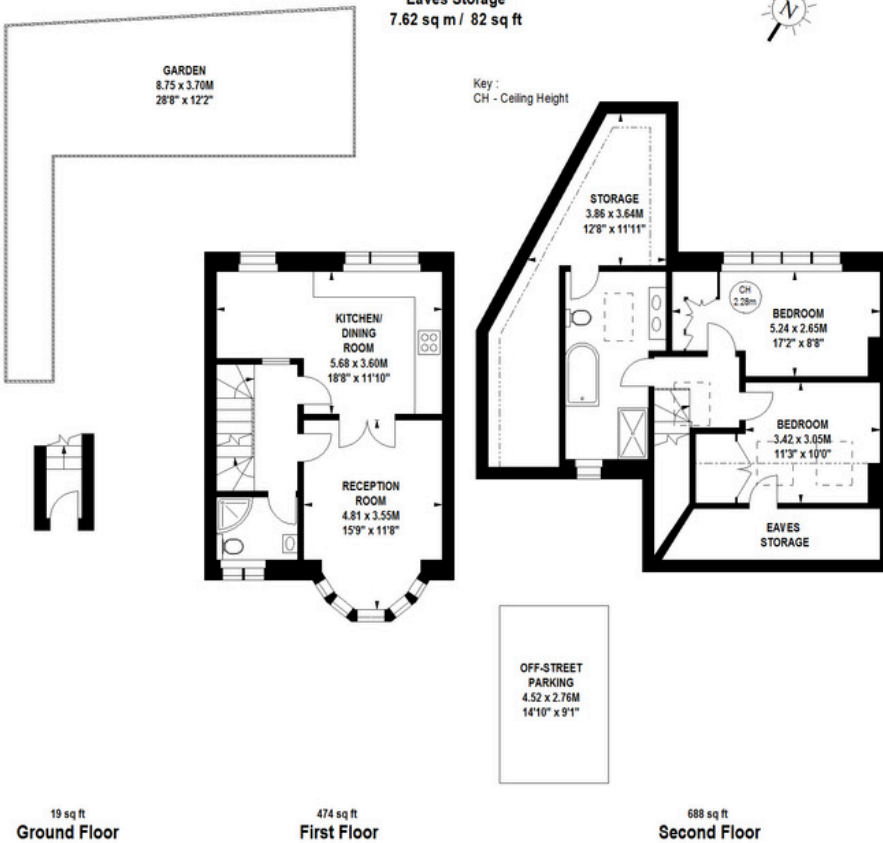 Eaves Storage
7.62 sq m / 82 sq ft
N
GARDEN
8.75 x 3.70M
28'8" x 12'2"
Key :
CH - Ceiling Height
STORAGE
3.86 x 3.64M
12'8" x 11'11"
KITCHEN/
DINING
ROOM
5.68 x 3.60M
18'8" x 11'10"
CH
2.28m
BEDROOM
5.24 x 2.65M
17'2" x 8'8"
BEDROOM
3.42 x 3.05M
11'3" x 10'0"
RECEPTION
ROOM
4.81 x 3.55M
15'9" x 11'8"
EAVES
STORAGE
OFF-STREET
PARKING
4.52 x 2.76M
14'10" x 9'1"
19 sq ft
Ground Floor
474 sq ft
First Floor
688 sq ft
Second Floor